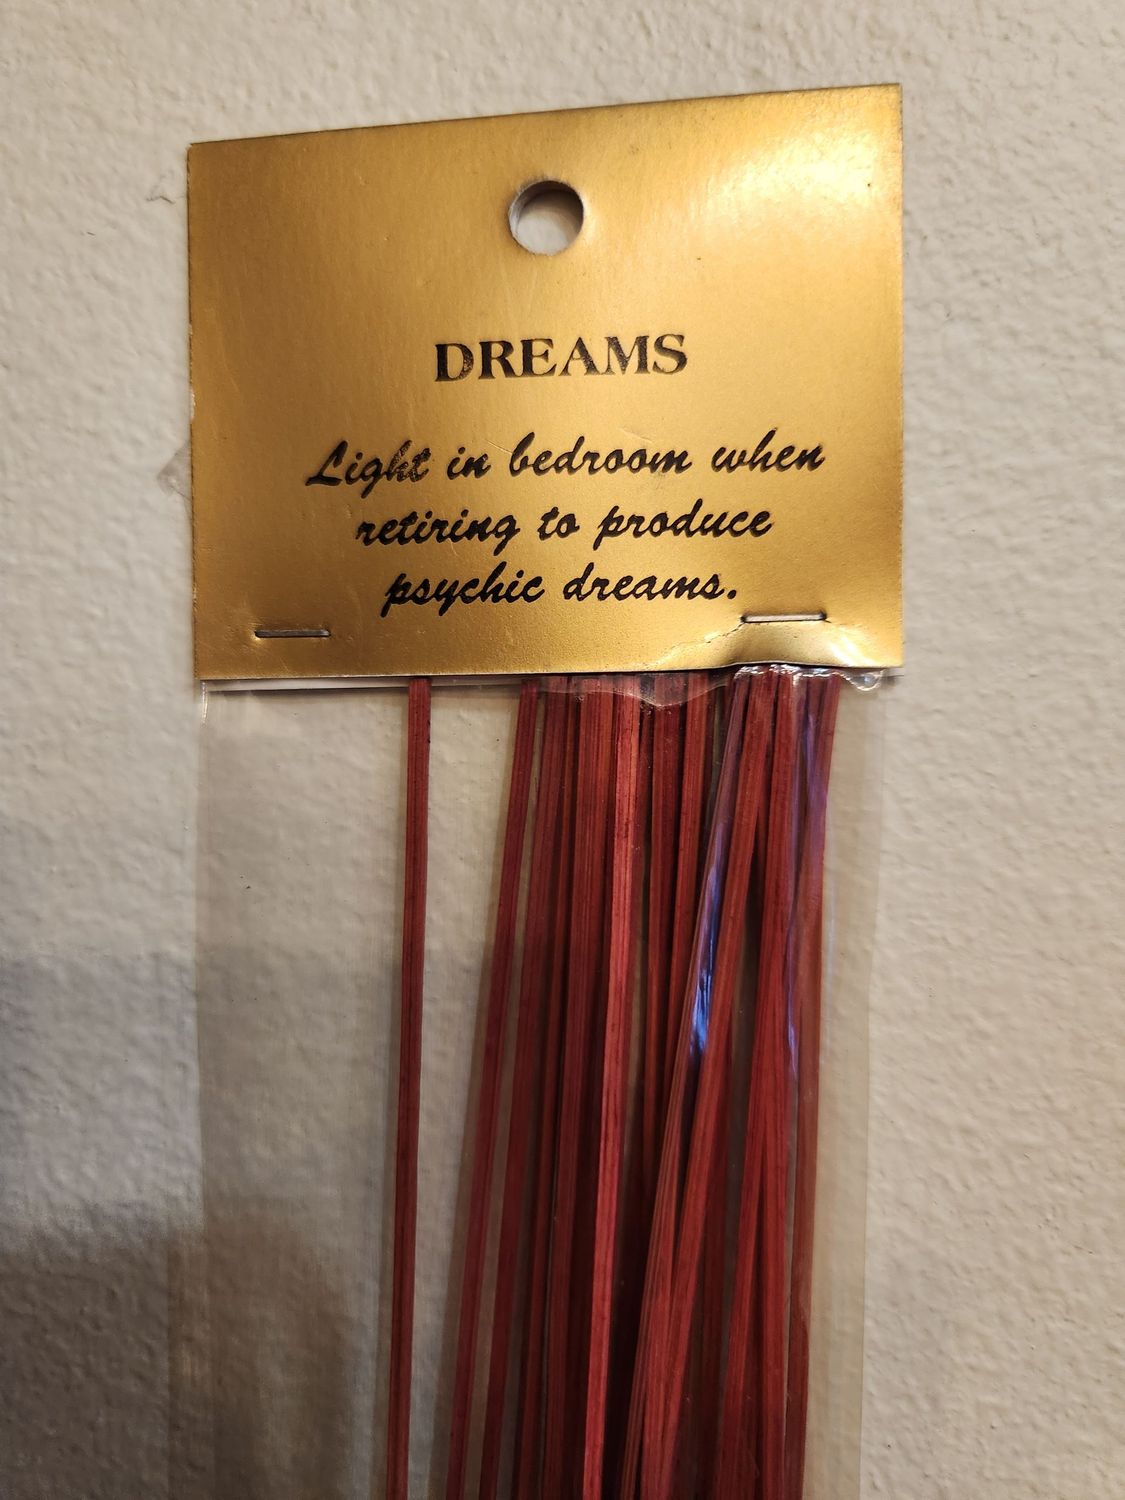 DREAMS
Light in bedroom when
retiring to produce
psychic dreams.